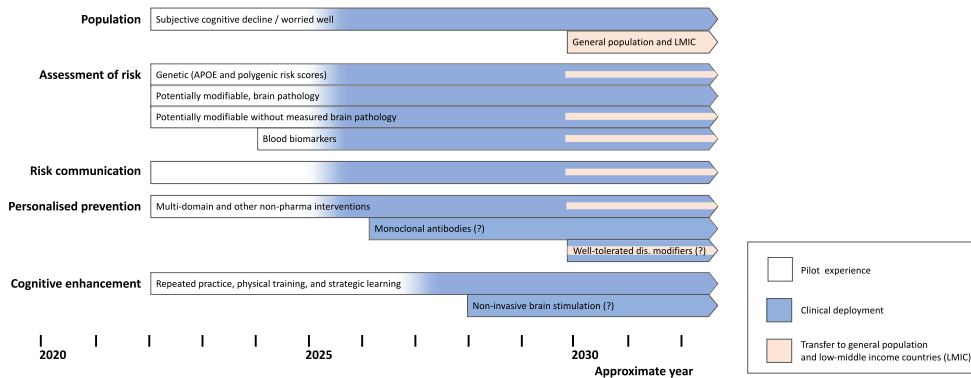 Population
Subjective cognitive decline / worried well
General population and LMIC
Assessment of risk
Genetic (APOE and polygenic risk scores)
Potentially modifiable, brain pathology
Potentially modifiable without measured brain pathology
Blood biomarkers
Risk communication
Personalised prevention
Multi-domain and other non-pharma interventions
Monoclonal antibodies (?)
Well-tolerated dis. modifiers (?)
Cognitive enhancement
Repeated practice, physical training, and strategic learning
Non-invasive brain stimulation (?)
2020
2025
2030
Approximate year
Pilot experience
Clinical deployment
Transfer to general population
and low-middle income countries (LMIC)